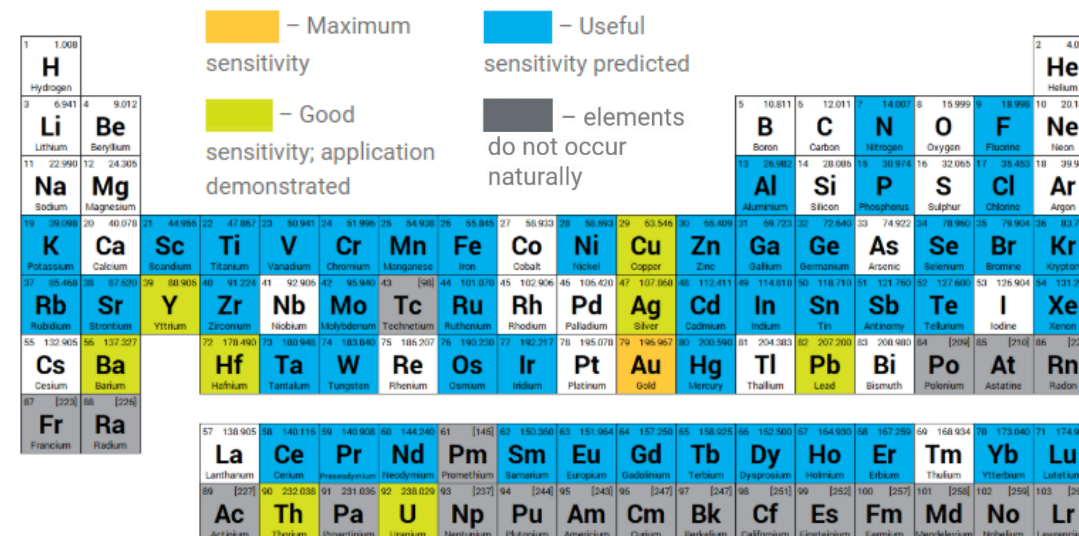 – Maximum sensitivity
– Useful sensitivity predicted
– Good sensitivity; application demonstrated
– elements do not occur naturally
1 1.008 2 4.0
H He
Hydrogen Helium
3 6.941 4 9.012 5 10.811 6 12.011 7 14.007 8 15.999 9 18.998 10 20.1
Li Be B C N O F Ne
Lithium Beryllium Boron Carbon Nitrogen Oxygen Fluorine Neon
11 22.990 12 24.305 13 26.982 14 28.086 15 30.974 16 32.065 17 35.453 18 39.9
Na Mg Al Si P S Cl Ar
Sodium Magnesium Aluminium Silicon Phosphorus Sulphur Chlorine Argon
19 39.098 20 40.078 21 44.956 22 47.867 23 50.941 24 51.996 25 54.938 26 55.845 27 58.933 28 58.693 29 63.546 30 65.409 31 69.723 32 72.640 33 74.922 34 78.960 35 79.904 36 83.7
K Ca Sc Ti V Cr Mn Fe Co Ni Cu Zn Ga Ge As Se Br Kr
Potassium Calcium Scandium Titanium Vanadium Chromium Manganese Iron Cobalt Nickel Copper Zinc Gallium Germanium Arsenic Selenium Bromine Krypton
37 85.468 38 87.620 39 88.906 40 91.224 41 92.906 42 95.940 43 [98] 44 101.070 45 102.906 46 106.420 47 107.868 48 112.411 49 114.818 50 118.710 51 121.760 52 127.600 53 126.904 54 131.2
Rb Sr Y Zr Nb Mo Tc Ru Rh Pd Ag Cd In Sn Sb Te I Xe
Rubidium Strontium Yttrium Zirconium Niobium Molybdenum Technetium Ruthenium Rhodium Palladium Silver Cadmium Indium Tin Antinomy Tellurium Iodine Xenon
55 132.905 56 137.327 72 178.490 73 180.948 74 183.840 75 186.207 76 190.230 77 192.217 78 195.078 79 196.967 80 200.590 81 204.383 82 207.200 83 208.980 84 [209] 85 [210] 86 [22
Cs Ba Hf Ta W Re Os Ir Pt Au Hg Tl Pb Bi Po At Rn
Cesium Barium Hafnium Tantalum Tungsten Rhenium Osmium Iridium Platinum Gold Mercury Thallium Lead Bismuth Polonium Astatine Radon
87 [223] 88 [226]
Fr Ra
Francium Radium
57 138.905 58 140.116 59 140.908 60 144.240 61 [145] 62 150.360 63 151.964 64 157.250 65 158.925 66 162.500 67 164.930 68 167.259 69 168.934 70 173.040 71 174.9
La Ce Pr Nd Pm Sm Eu Gd Tb Dy Ho Er Tm Yb Lu
Lanthanum Cerium Praseodymium Neodymium Promethium Samarium Europium Gadolinium Terbium Dysprosium Holmium Erbium Thulium Ytterbium Lutetium
89 [227] 90 232.038 91 231.036 92 238.029 93 [237] 94 [244] 95 [243] 96 [247] 97 [247] 98 [251] 99 [252] 100 [257] 101 [258] 102 [259] 103
Ac Th Pa U Np Pu Am Cm Bk Cf Es Fm Md No Lr